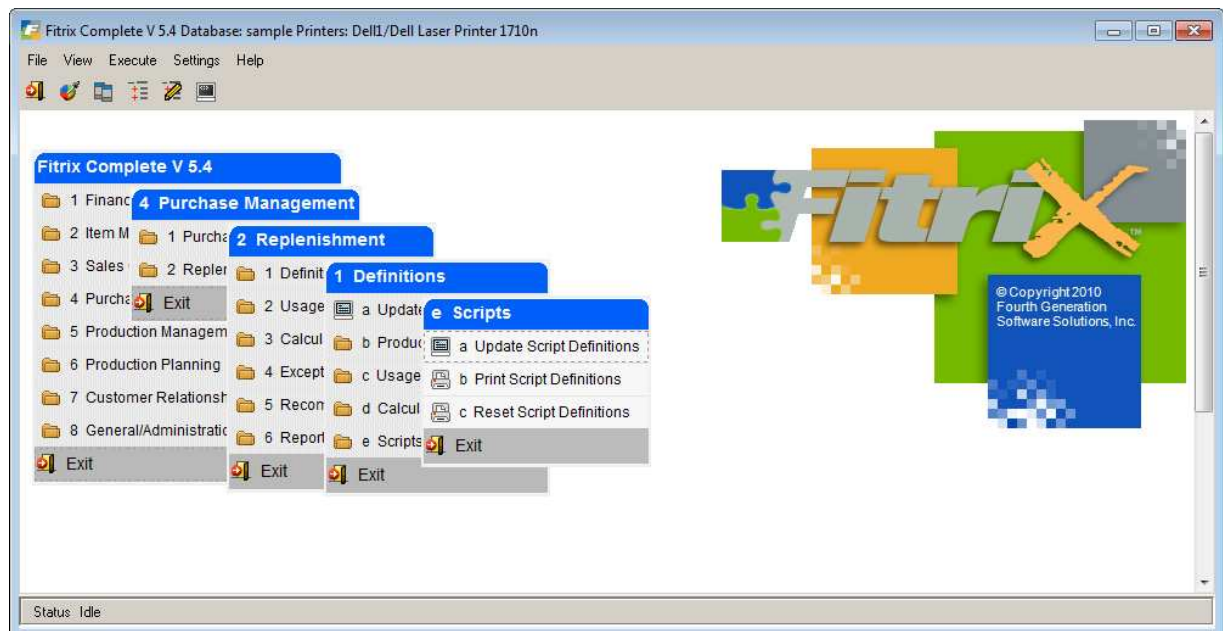 Fitrix Complete V 5.4 Database: sample Printers: Dell1/Dell Laser Printer 1710n
File View Execute Settings Help
Fitrix Complete V 5.4
1 Financ
2 Item M
3 Sales
4 Purcha
5 Production Managem
6 Production Planning
7 Customer Relationsh
8 General/Administratic
Exit
4 Purchase Management
1 Purcha
2 Repler
Exit
2 Replenishment
1 Definit
2 Usage
3 Calcul
4 Except
5 Recom
6 Report
Exit
1 Definitions
a Update
b Produc
c Usage
d Calcul
e Scripts
Exit
e Scripts
a Update Script Definitions
b Print Script Definitions
c Reset Script Definitions
Exit
Fitrix
TM
© Copyright 2010
Fourth Generation
Software Solutions, Inc.
Status Idle